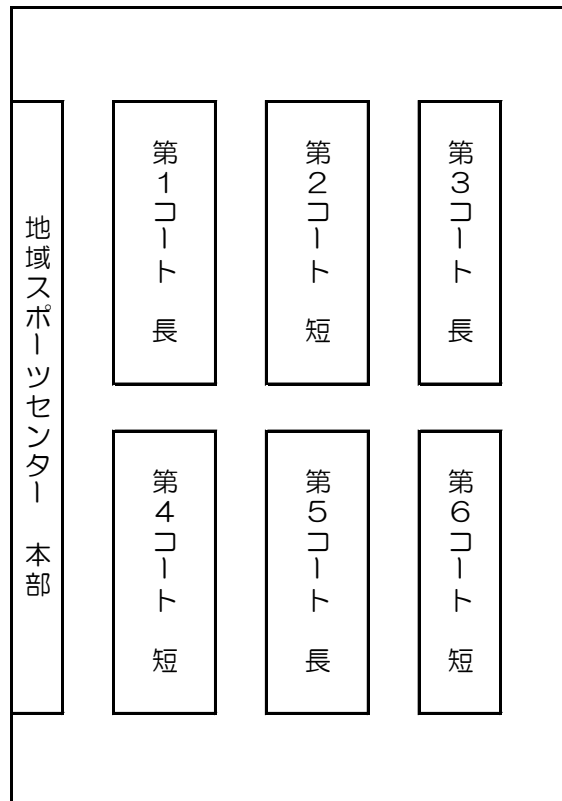 地域スポーツセンター 本部
第1コート 長
第2コート 短
第3コート 長
第4コート 短
第5コート 長
第6コート 短